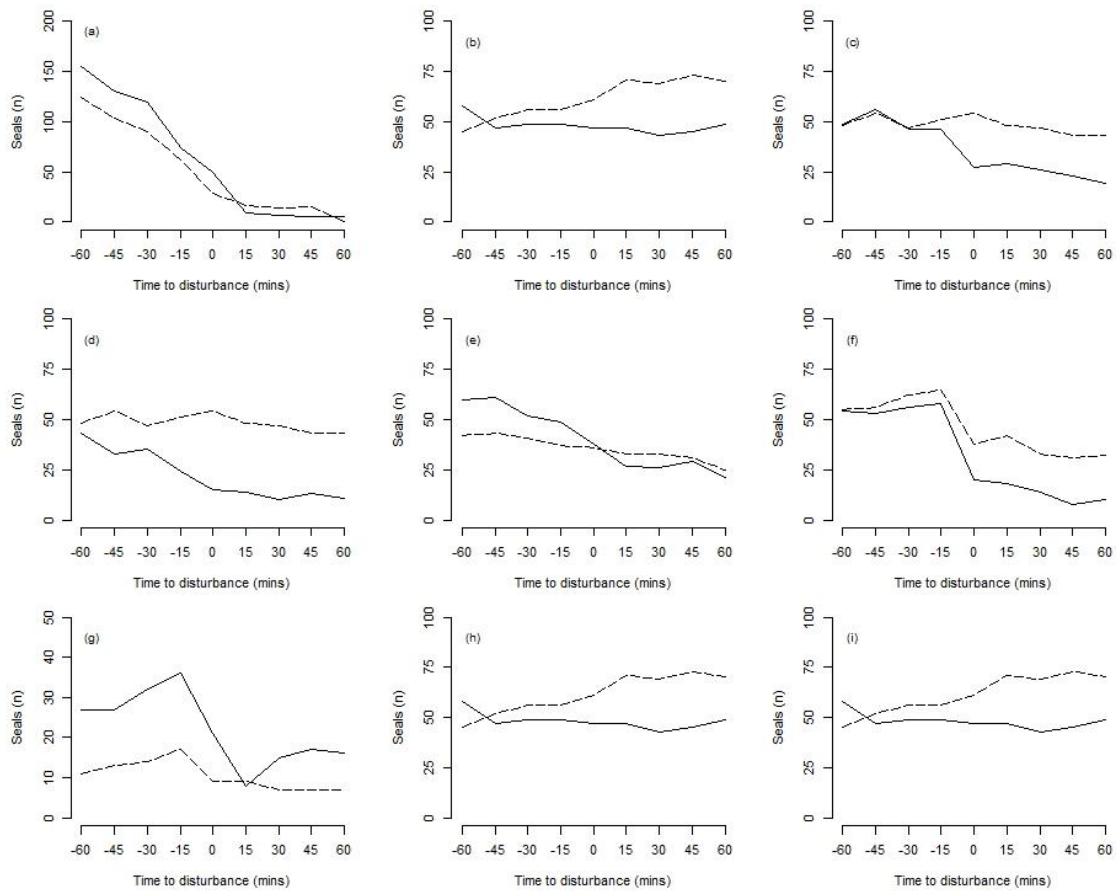 (a)
Seals (n)
200
150
100
50
0
-60 -45 -30 -15 0 15 30 45 60
Time to disturbance (mins)
(b)
Seals (n)
100
75
50
25
0
-60 -45 -30 -15 0 15 30 45 60
Time to disturbance (mins)
(c)
Seals (n)
100
75
50
25
0
-60 -45 -30 -15 0 15 30 45 60
Time to disturbance (mins)
(d)
Seals (n)
100
75
50
25
0
-60 -45 -30 -15 0 15 30 45 60
Time to disturbance (mins)
(e)
Seals (n)
100
75
50
25
0
-60 -45 -30 -15 0 15 30 45 60
Time to disturbance (mins)
(f)
Seals (n)
100
75
50
25
0
-60 -45 -30 -15 0 15 30 45 60
Time to disturbance (mins)
(g)
Seals (n)
50
40
30
20
10
0
-60 -45 -30 -15 0 15 30 45 60
Time to disturbance (mins)
(h)
Seals (n)
100
75
50
25
0
-60 -45 -30 -15 0 15 30 45 60
Time to disturbance (mins)
(i)
Seals (n)
100
75
50
25
0
-60 -45 -30 -15 0 15 30 45 60
Time to disturbance (mins)